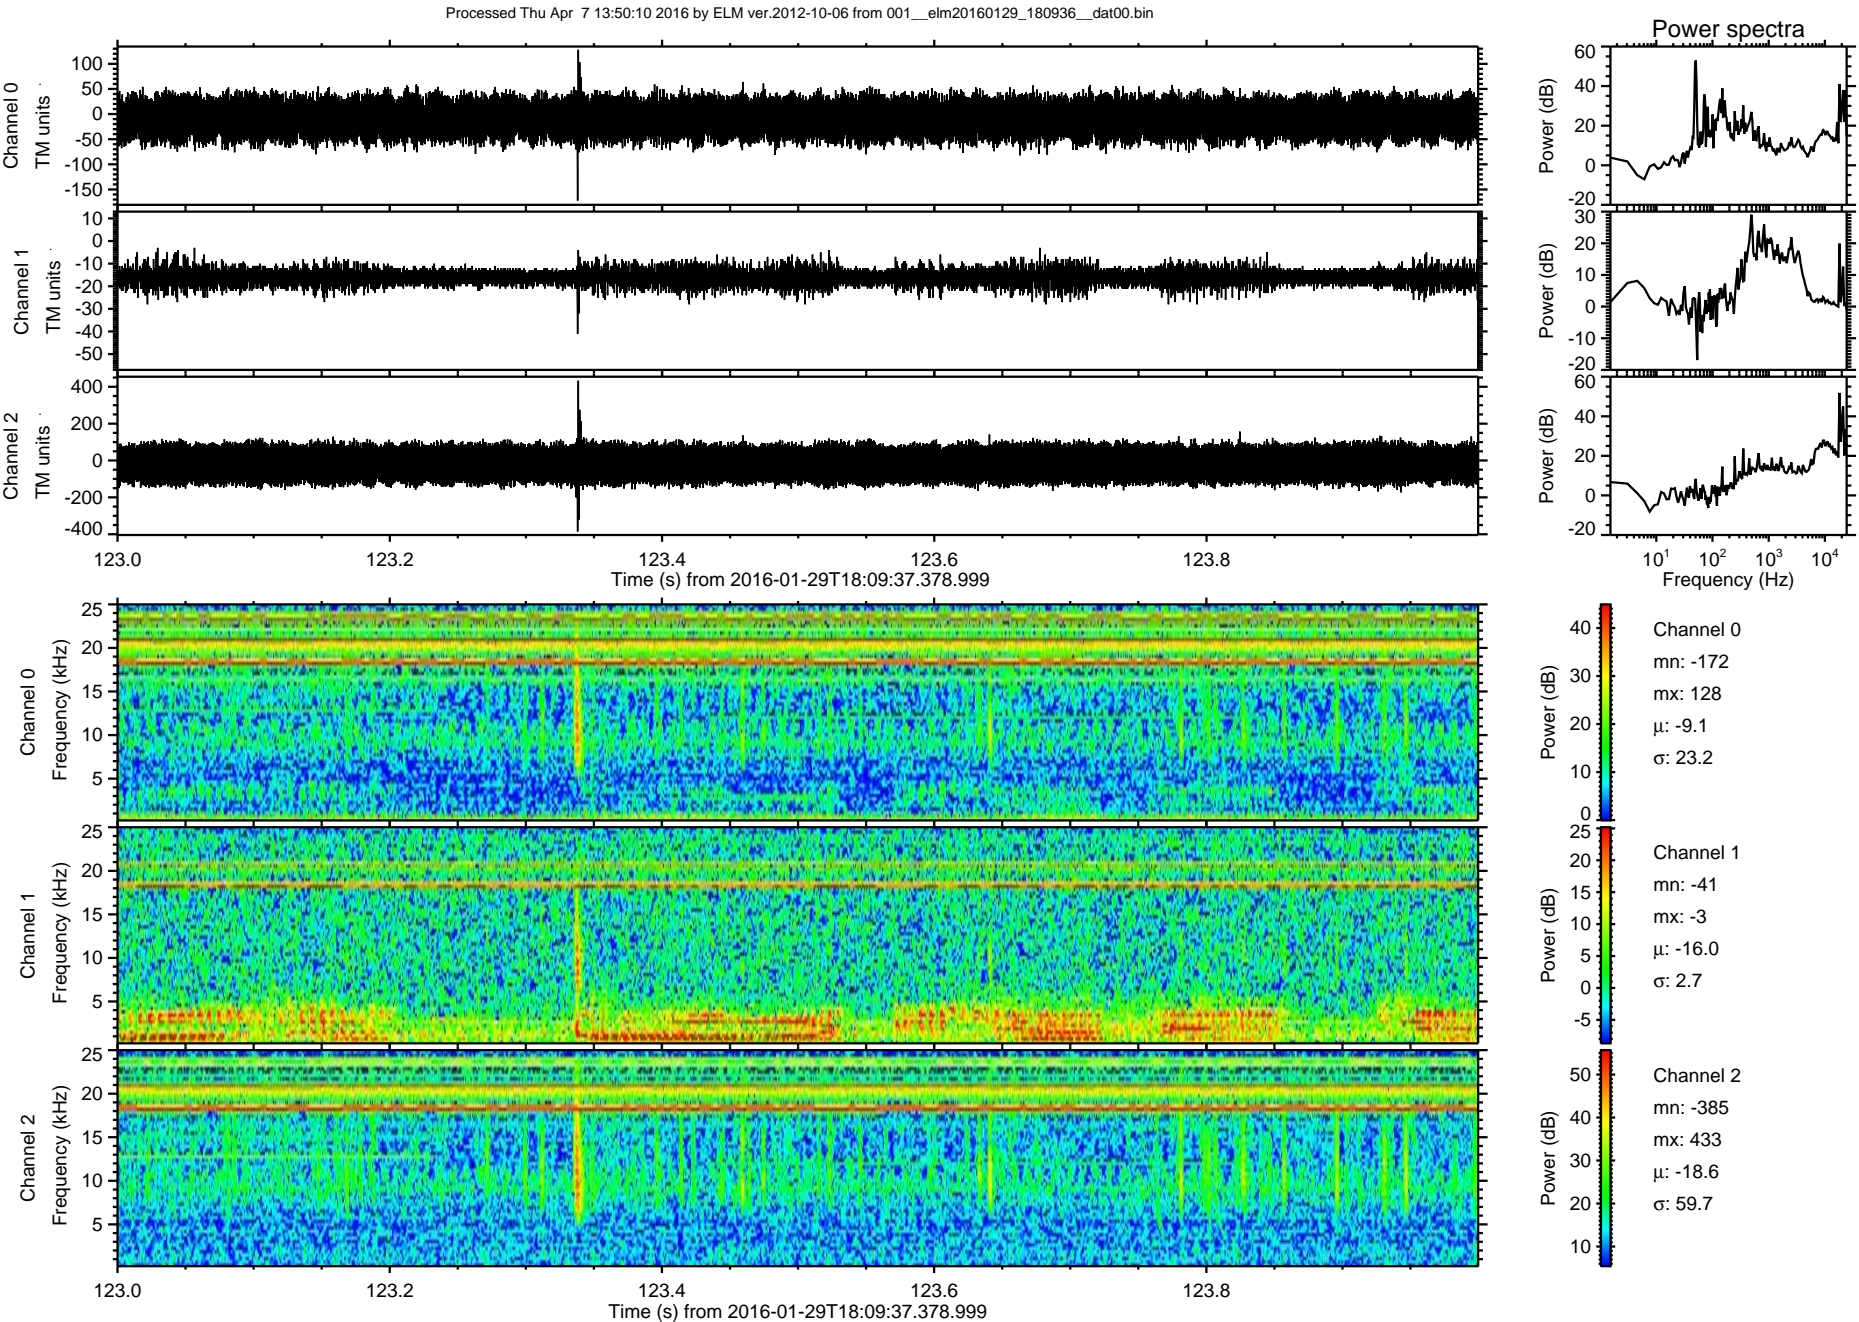 Processed Thu Apr  7 13:50:10 2016 by ELM ver.2012-10-06 from 001__elm20160129_180936__dat00.bin
Power spectra
Channel 0
TM units
100
50
0
-50
-100
-150
Power (dB)
60
40
20
0
-20
Channel 1
TM units
10
0
-10
-20
-30
-40
-50
Power (dB)
30
20
10
0
-10
-20
Channel 2
TM units
400
200
0
-200
-400
Power (dB)
60
40
20
0
-20
123.0 123.2 123.4 123.6 123.8
Time (s) from 2016-01-29T18:09:37.378.999
10^1 10^2 10^3 10^4
Frequency (Hz)
Channel 0
Frequency (kHz)
25
20
15
10
5
Power (dB)
40
30
20
10
0
Channel 0
mn: -172
mx: 128
μ: -9.1
σ: 23.2
Channel 1
Frequency (kHz)
25
20
15
10
5
Power (dB)
25
20
15
10
5
0
-5
Channel 1
mn: -41
mx: -3
μ: -16.0
σ: 2.7
Channel 2
Frequency (kHz)
25
20
15
10
5
Power (dB)
50
40
30
20
10
Channel 2
mn: -385
mx: 433
μ: -18.6
σ: 59.7
123.0 123.2 123.4 123.6 123.8
Time (s) from 2016-01-29T18:09:37.378.999